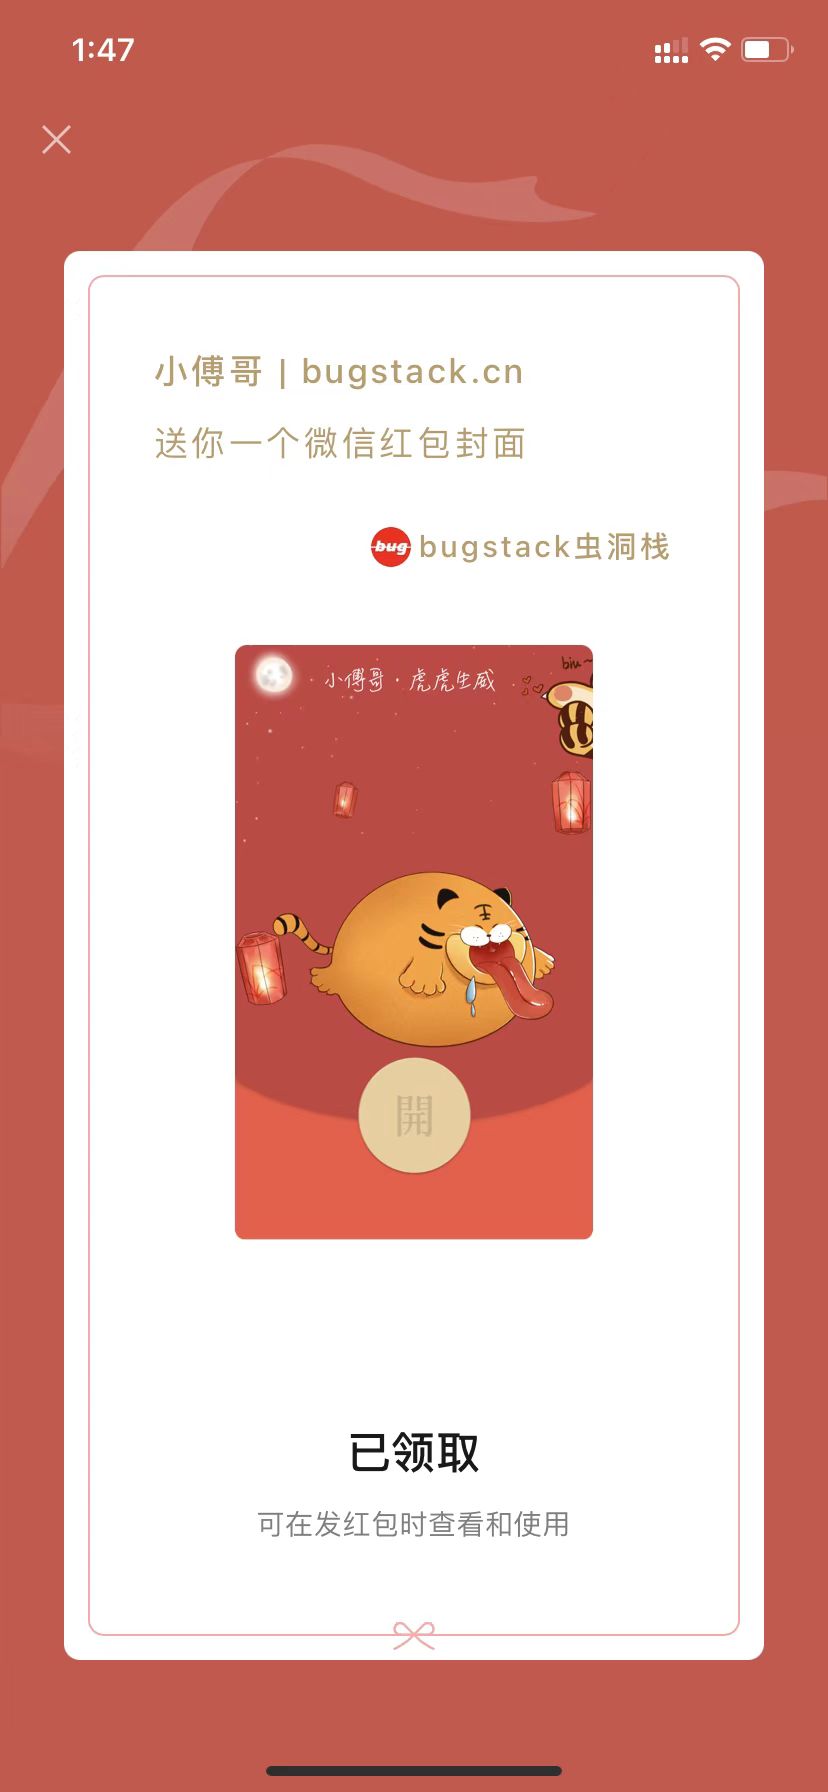 1:47
小傅哥 | bugstack.cn
送你一个微信红包封面
bug
bugstack虫洞栈
biu~
小傅哥·虎虎生威
王
開
已领取
可在发红包时查看和使用